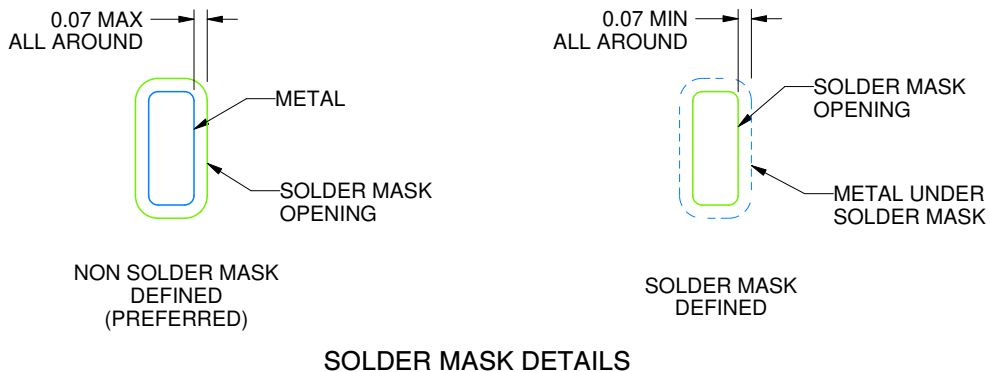 0.07 MAX
ALL AROUND
METAL
SOLDER MASK
OPENING
NON SOLDER MASK
DEFINED
(PREFERRED)
0.07 MIN
ALL AROUND
SOLDER MASK
OPENING
METAL UNDER
SOLDER MASK
SOLDER MASK
DEFINED
SOLDER MASK DETAILS